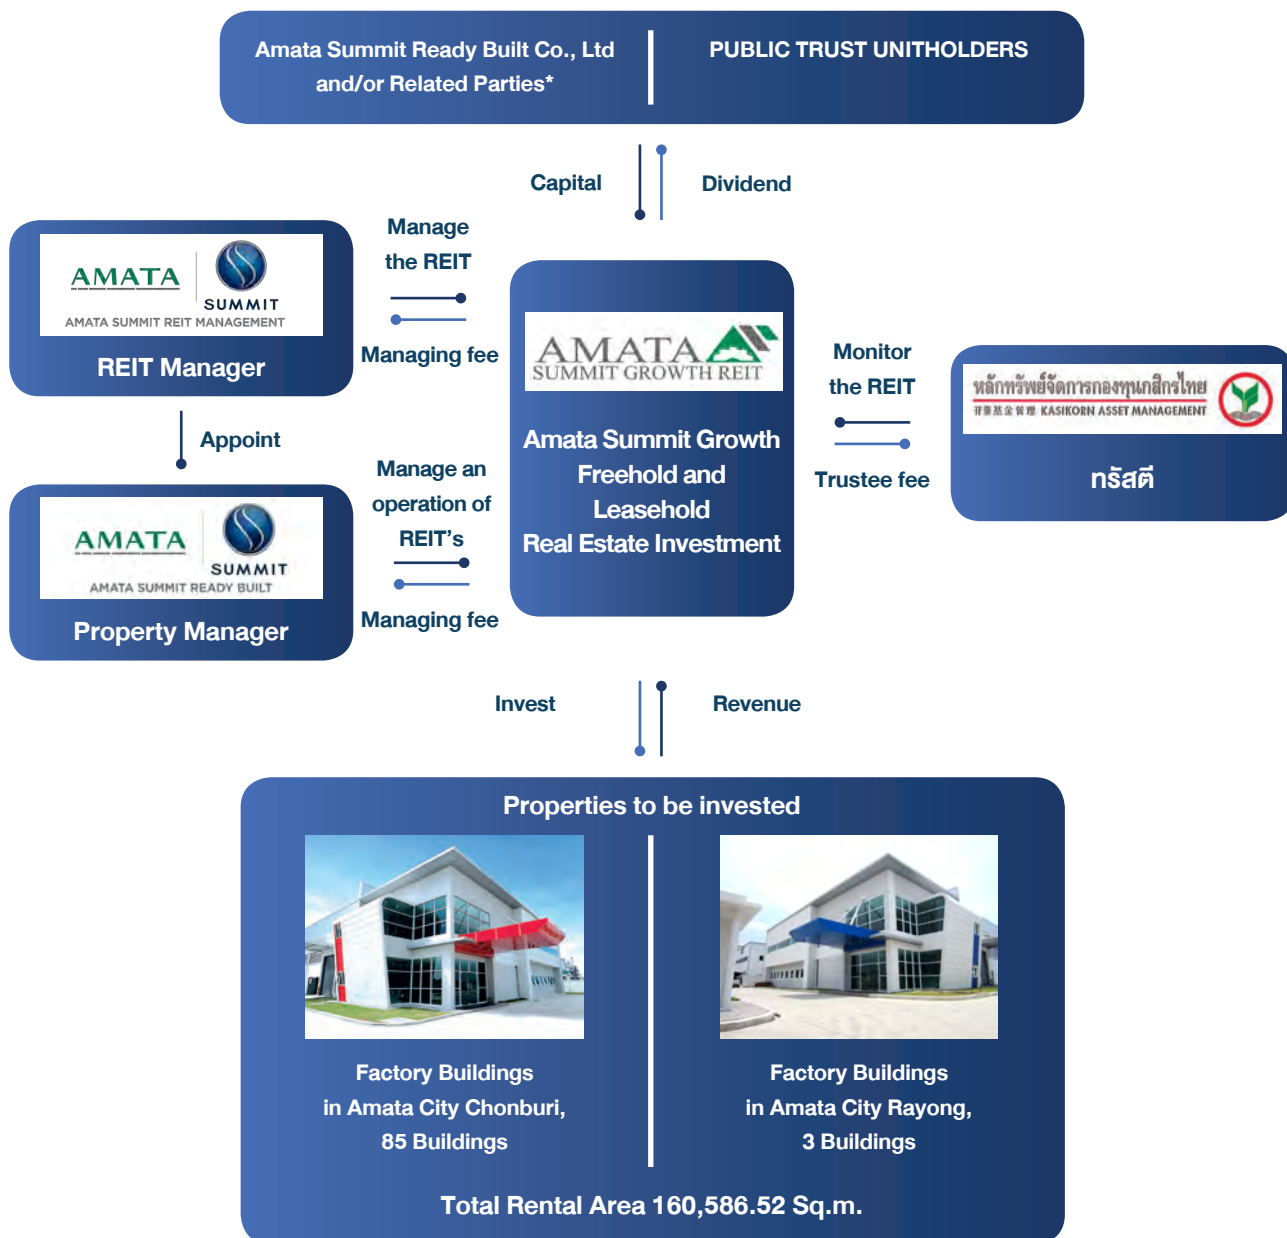 Amata Summit Ready Built Co., Ltd
and/or Related Parties*
PUBLIC TRUST UNITHOLDERS
Capital
Dividend
AMATA
SUMMIT
AMATA SUMMIT REIT MANAGEMENT
REIT Manager
Manage
the REIT
Managing fee
AMATA
SUMMIT GROWTH REIT
Amata Summit Growth
Freehold and
Leasehold
Real Estate Investment
Monitor
the REIT
Trustee fee
หลักทรัพย์จัดการกองทุนกสิกรไทย
开泰基金管理 KASIKORN ASSET MANAGEMENT
ทรัสตี
Appoint
AMATA
SUMMIT
AMATA SUMMIT READY BUILT
Property Manager
Manage an
operation of
REIT's
Managing fee
Invest
Revenue
Properties to be invested
Factory Buildings
in Amata City Chonburi,
85 Buildings
Factory Buildings
in Amata City Rayong,
3 Buildings
Total Rental Area 160,586.52 Sq.m.